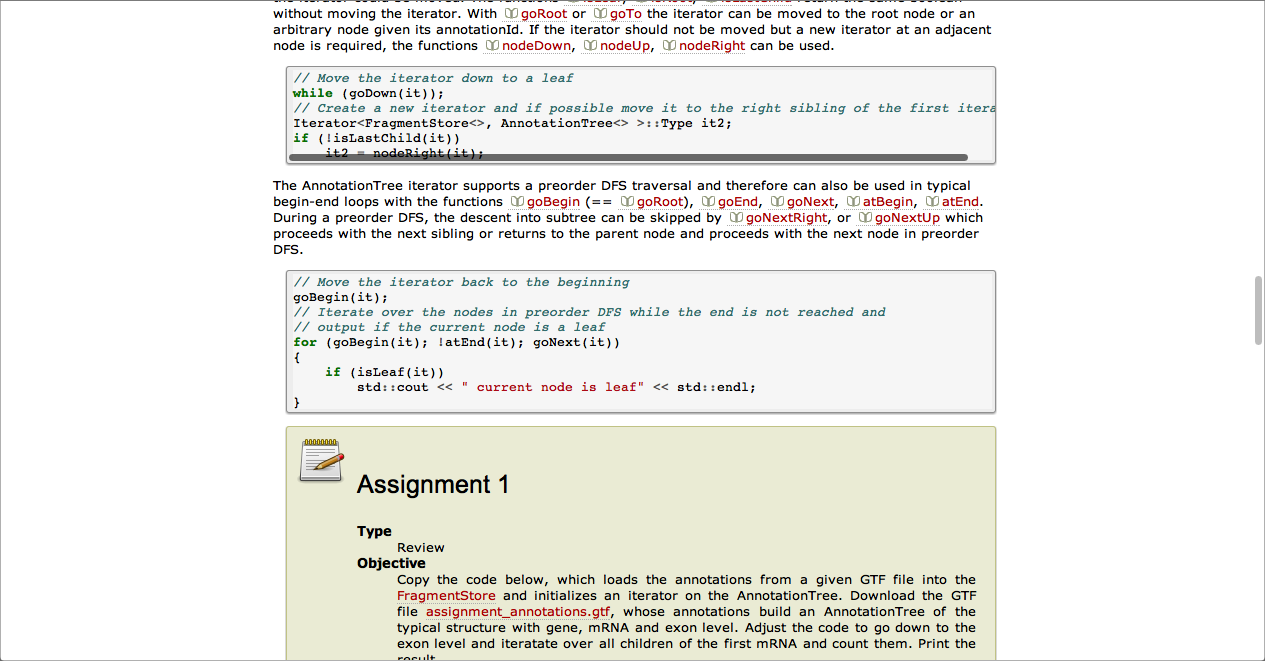 without moving the iterator. With goRoot or goTo the iterator can be moved to the root node or an
arbitrary node given its annotationId. If the iterator should not be moved but a new iterator at an adjacent
node is required, the functions nodeDown, nodeUp, nodeRight can be used.
// Move the iterator down to a leaf
while (goDown(it));
// Create a new iterator and if possible move it to the right sibling of the first itera
Iterator<FragmentStore<>, AnnotationTree<> >::Type it2;
if (!isLastChild(it))
it2 = nodeRight(it);
The AnnotationTree iterator supports a preorder DFS traversal and therefore can also be used in typical
begin-end loops with the functions goBegin (== goRoot), goEnd, goNext, atBegin, atEnd.
During a preorder DFS, the descent into subtree can be skipped by goNextRight, or goNextUp which
proceeds with the next sibling or returns to the parent node and proceeds with the next node in preorder
DFS.
// Move the iterator back to the beginning
goBegin(it);
// Iterate over the nodes in preorder DFS while the end is not reached and
// output if the current node is a leaf
for (goBegin(it); !atEnd(it); goNext(it))
{
if (isLeaf(it))
std::cout << " current node is leaf" << std::endl;
}
Assignment 1
Type
Review
Objective
Copy the code below, which loads the annotations from a given GTF file into the
FragmentStore and initializes an iterator on the AnnotationTree. Download the GTF
file assignment_annotations.gtf, whose annotations build an AnnotationTree of the
typical structure with gene, mRNA and exon level. Adjust the code to go down to the
exon level and iteratate over all children of the first mRNA and count them. Print the
result